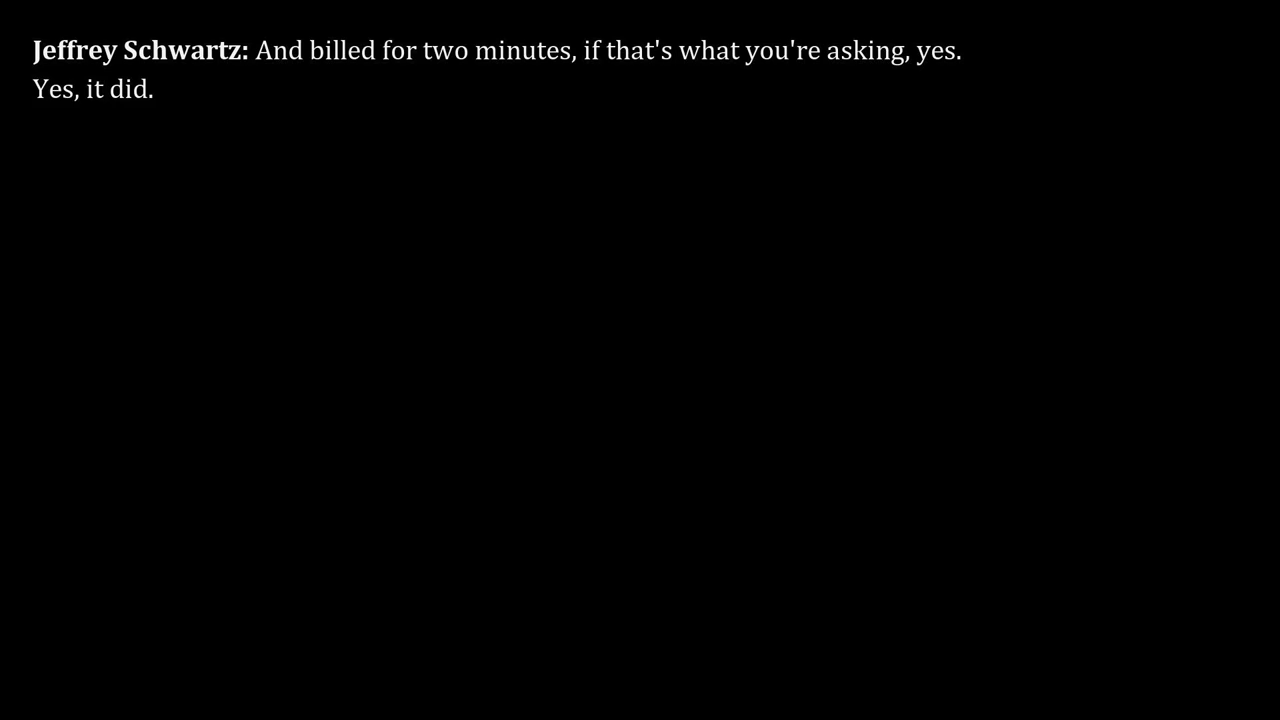 Jeffrey Schwartz: And billed for two minutes, if that's what you're asking, yes.
Yes, it did.